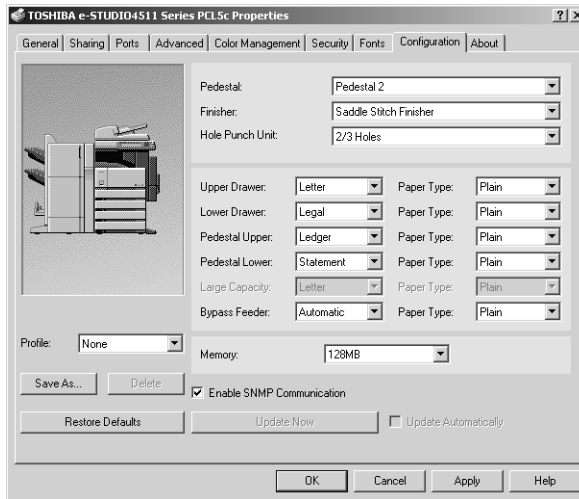 TOSHIBA e-STUDIO4511 Series PCL5c Properties
General Sharing Ports Advanced Color Management Security Fonts Configuration About
Pedestal: Pedestal 2
Finisher: Saddle Stitch Finisher
Hole Punch Unit: 2/3 Holes
Upper Drawer: Letter Paper Type: Plain
Lower Drawer: Legal Paper Type: Plain
Pedestal Upper: Ledger Paper Type: Plain
Pedestal Lower: Statement Paper Type: Plain
Large Capacity: Letter Paper Type: Plain
Bypass Feeder: Automatic Paper Type: Plain
Profile: None
Memory: 128MB
Save As... Delete
Enable SNMP Communication
Restore Defaults Update Now Update Automatically
OK Cancel Apply Help